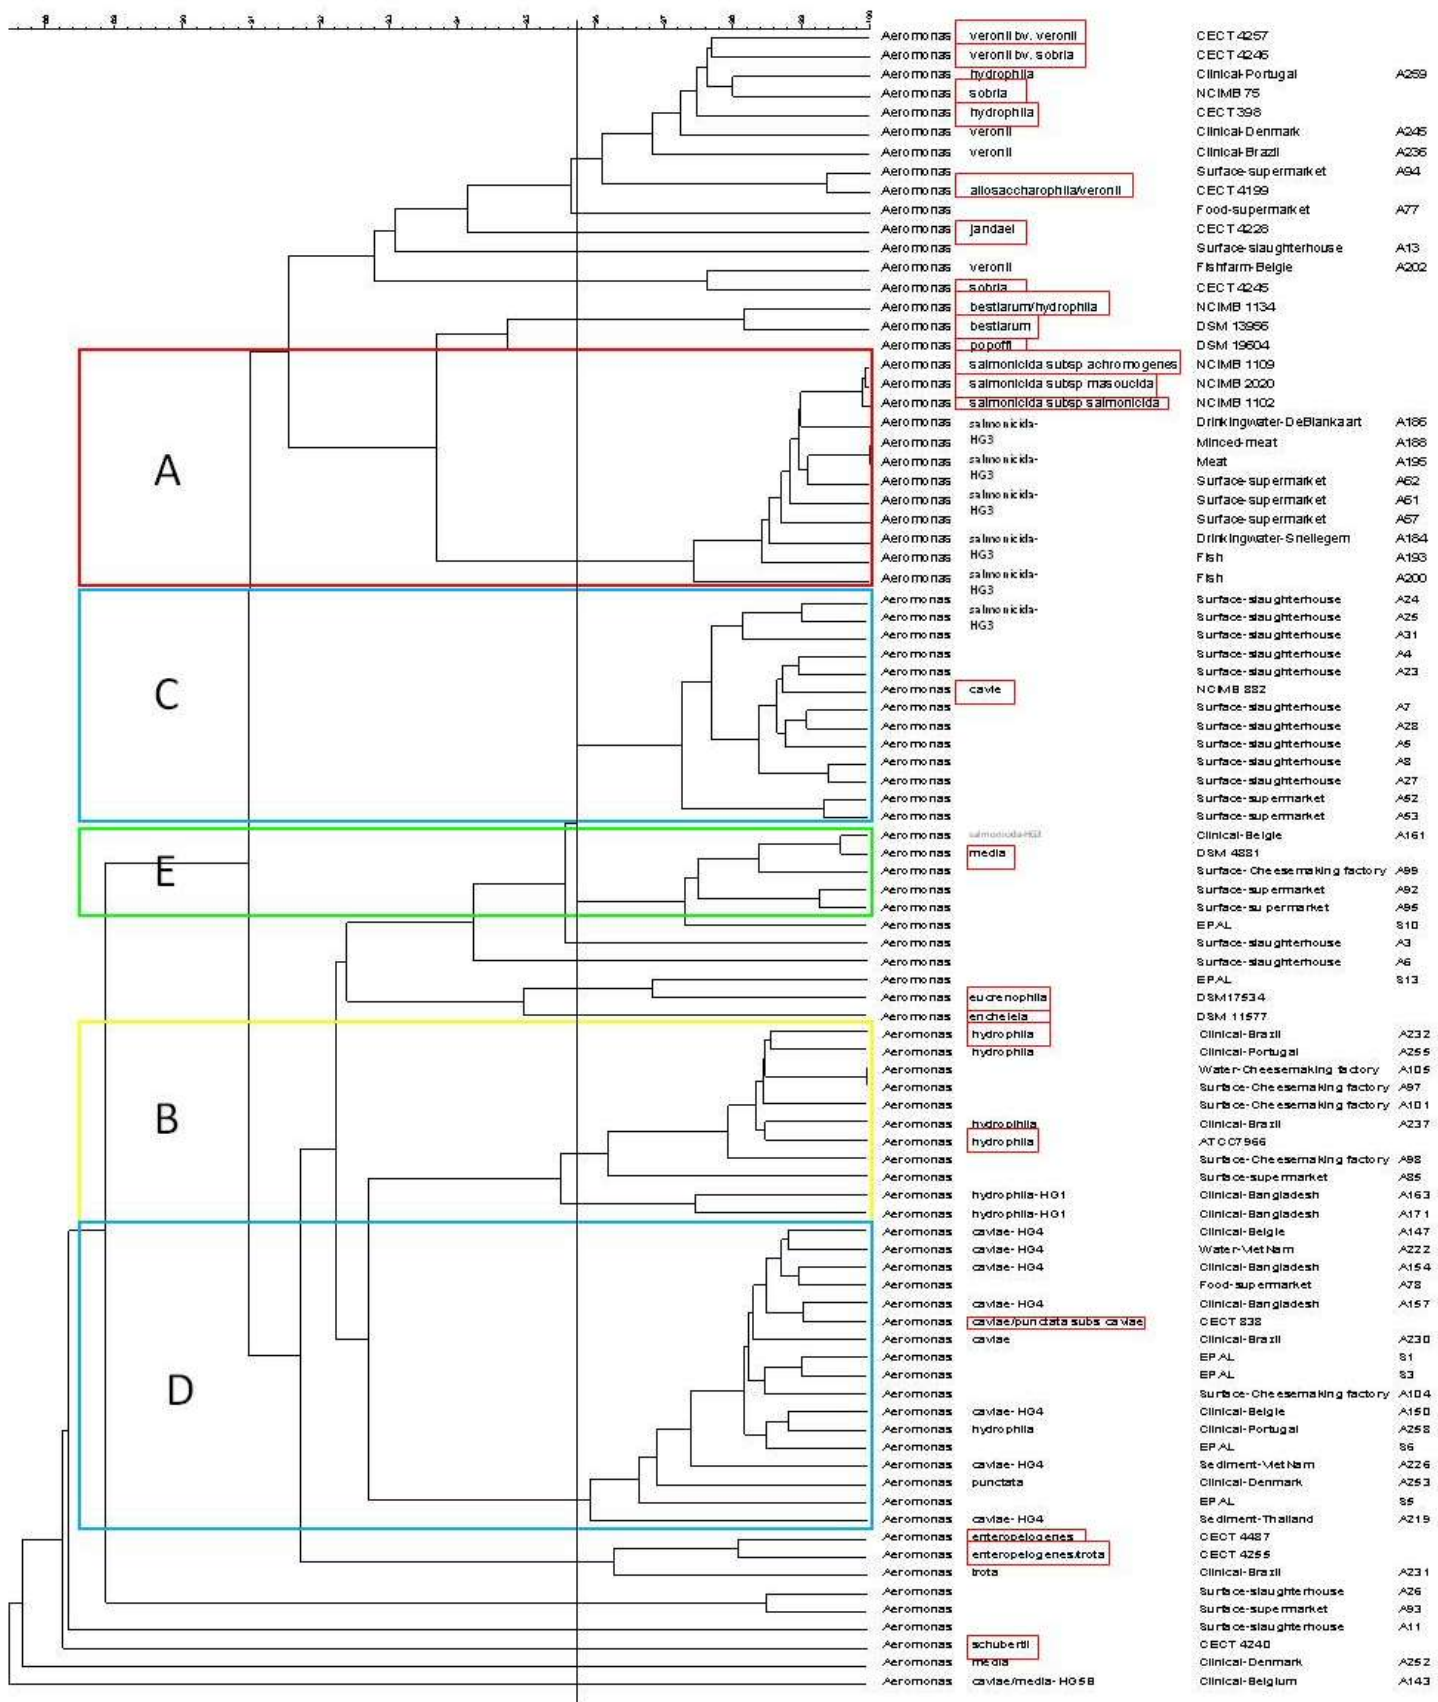 88 89 90 91 92 93 94 95 96 97 98 99 100
Aeromonas veronii bv. veronii CECT 4257
Aeromonas veronii bv. sobria CECT 4246
Aeromonas hydrophila Clinical-Portugal A259
Aeromonas sobria NCIMB 75
Aeromonas hydrophila CECT 398
Aeromonas veronii Clinical-Denmark A245
Aeromonas veronii Clinical-Brazil A236
Aeromonas Surface-supermarket A94
Aeromonas allosaccharophila/veronii CECT 4199
Aeromonas Food-supermarket A77
Aeromonas jandaei CECT 4228
Aeromonas Surface-slaughterhouse A13
Aeromonas veronii Fishfarm-Belgie A202
Aeromonas sobria CECT 4245
Aeromonas bestiarum/hydrophila NCIMB 1134
Aeromonas bestiarum DSM 13956
Aeromonas popoffi DSM 19604
Aeromonas salmonicida subsp achromogenes NCIMB 1109
Aeromonas salmonicida subsp masoucida NCIMB 2020
Aeromonas salmonicida subsp salmonicida NCIMB 1102
Aeromonas salmonicida- Drinkingwater-DeBlankaart A186
Aeromonas HG3 Minced-meat A188
A Aeromonas salmonicida- Meat A195
Aeromonas HG3 Surface-supermarket A62
Aeromonas salmonicida- Surface-supermarket A61
Aeromonas HG3 Surface-supermarket A57
Aeromonas salmonicida- Drinkingwater-Snellegem A184
Aeromonas HG3 Fish A193
Aeromonas salmonicida- Fish A200
Aeromonas HG3 Surface-slaughterhouse A24
Aeromonas salmonicida- Surface-slaughterhouse A25
Aeromonas HG3 Surface-slaughterhouse A31
Aeromonas Surface-slaughterhouse A4
Aeromonas Surface-slaughterhouse A23
C Aeromonas cavie NCIMB 882
Aeromonas Surface-slaughterhouse A7
Aeromonas Surface-slaughterhouse A28
Aeromonas Surface-slaughterhouse A5
Aeromonas Surface-slaughterhouse A8
Aeromonas Surface-slaughterhouse A27
Aeromonas Surface-supermarket A52
Aeromonas Surface-supermarket A53
Aeromonas salmonicida-HG3 Clinical-Belgie A161
Aeromonas media DSM 4881
E Aeromonas Surface-Cheesemaking factory A99
Aeromonas Surface-supermarket A92
Aeromonas Surface-su permarket A95
Aeromonas EPAL S10
Aeromonas Surface-slaughterhouse A3
Aeromonas Surface-slaughterhouse A6
Aeromonas EPAL S13
Aeromonas eucrenophila DSM17534
Aeromonas encheleia DSM 11577
Aeromonas hydrophila Clinical-Brazil A232
Aeromonas hydrophila Clinical-Portugal A255
Aeromonas Water-Cheesemaking factory A105
Aeromonas Surface-Cheesemaking factory A97
Aeromonas Surface-Cheesemaking factory A101
B Aeromonas hydropihila Clinical-Brazil A237
Aeromonas hydrophila ATCC7966
Aeromonas Surface-Cheesemaking factory A98
Aeromonas Surface-supermarket A85
Aeromonas hydrophila-HG1 Clinical-Bangladesh A163
Aeromonas hydrophila-HG1 Clinical-Bangladesh A171
Aeromonas caviae-HG4 Clinical-Belgie A147
Aeromonas caviae-HG4 Water-VietNam A222
Aeromonas caviae-HG4 Clinical-Bangladesh A154
Aeromonas Food-supermarket A78
Aeromonas caviae-HG4 Clinical-Bangladesh A157
Aeromonas caviae/punctata subs caviae CECT 838
Aeromonas caviae Clinical-Brazil A230
Aeromonas EPAL S1
Aeromonas EPAL S3
D Aeromonas Surface-Cheesemaking factory A104
Aeromonas caviae-HG4 Clinical-Belgie A150
Aeromonas hydrophila Clinical-Portugal A258
Aeromonas EPAL S6
Aeromonas caviae-HG4 Sediment-VietNam A226
Aeromonas punctata Clinical-Denmark A253
Aeromonas EPAL S5
Aeromonas caviae-HG4 Sediment-Thailand A219
Aeromonas enteropelogenes CECT 4487
Aeromonas enteropelogenes/trota CECT 4255
Aeromonas trota Clinical-Brazil A231
Aeromonas Surface-slaughterhouse A26
Aeromonas Surface-supermarket A93
Aeromonas Surface-slaughterhouse A11
Aeromonas schubertii CECT 4240
Aeromonas media Clinical-Denmark A252
Aeromonas caviae/media-HG5B Clinical-Belgium A143